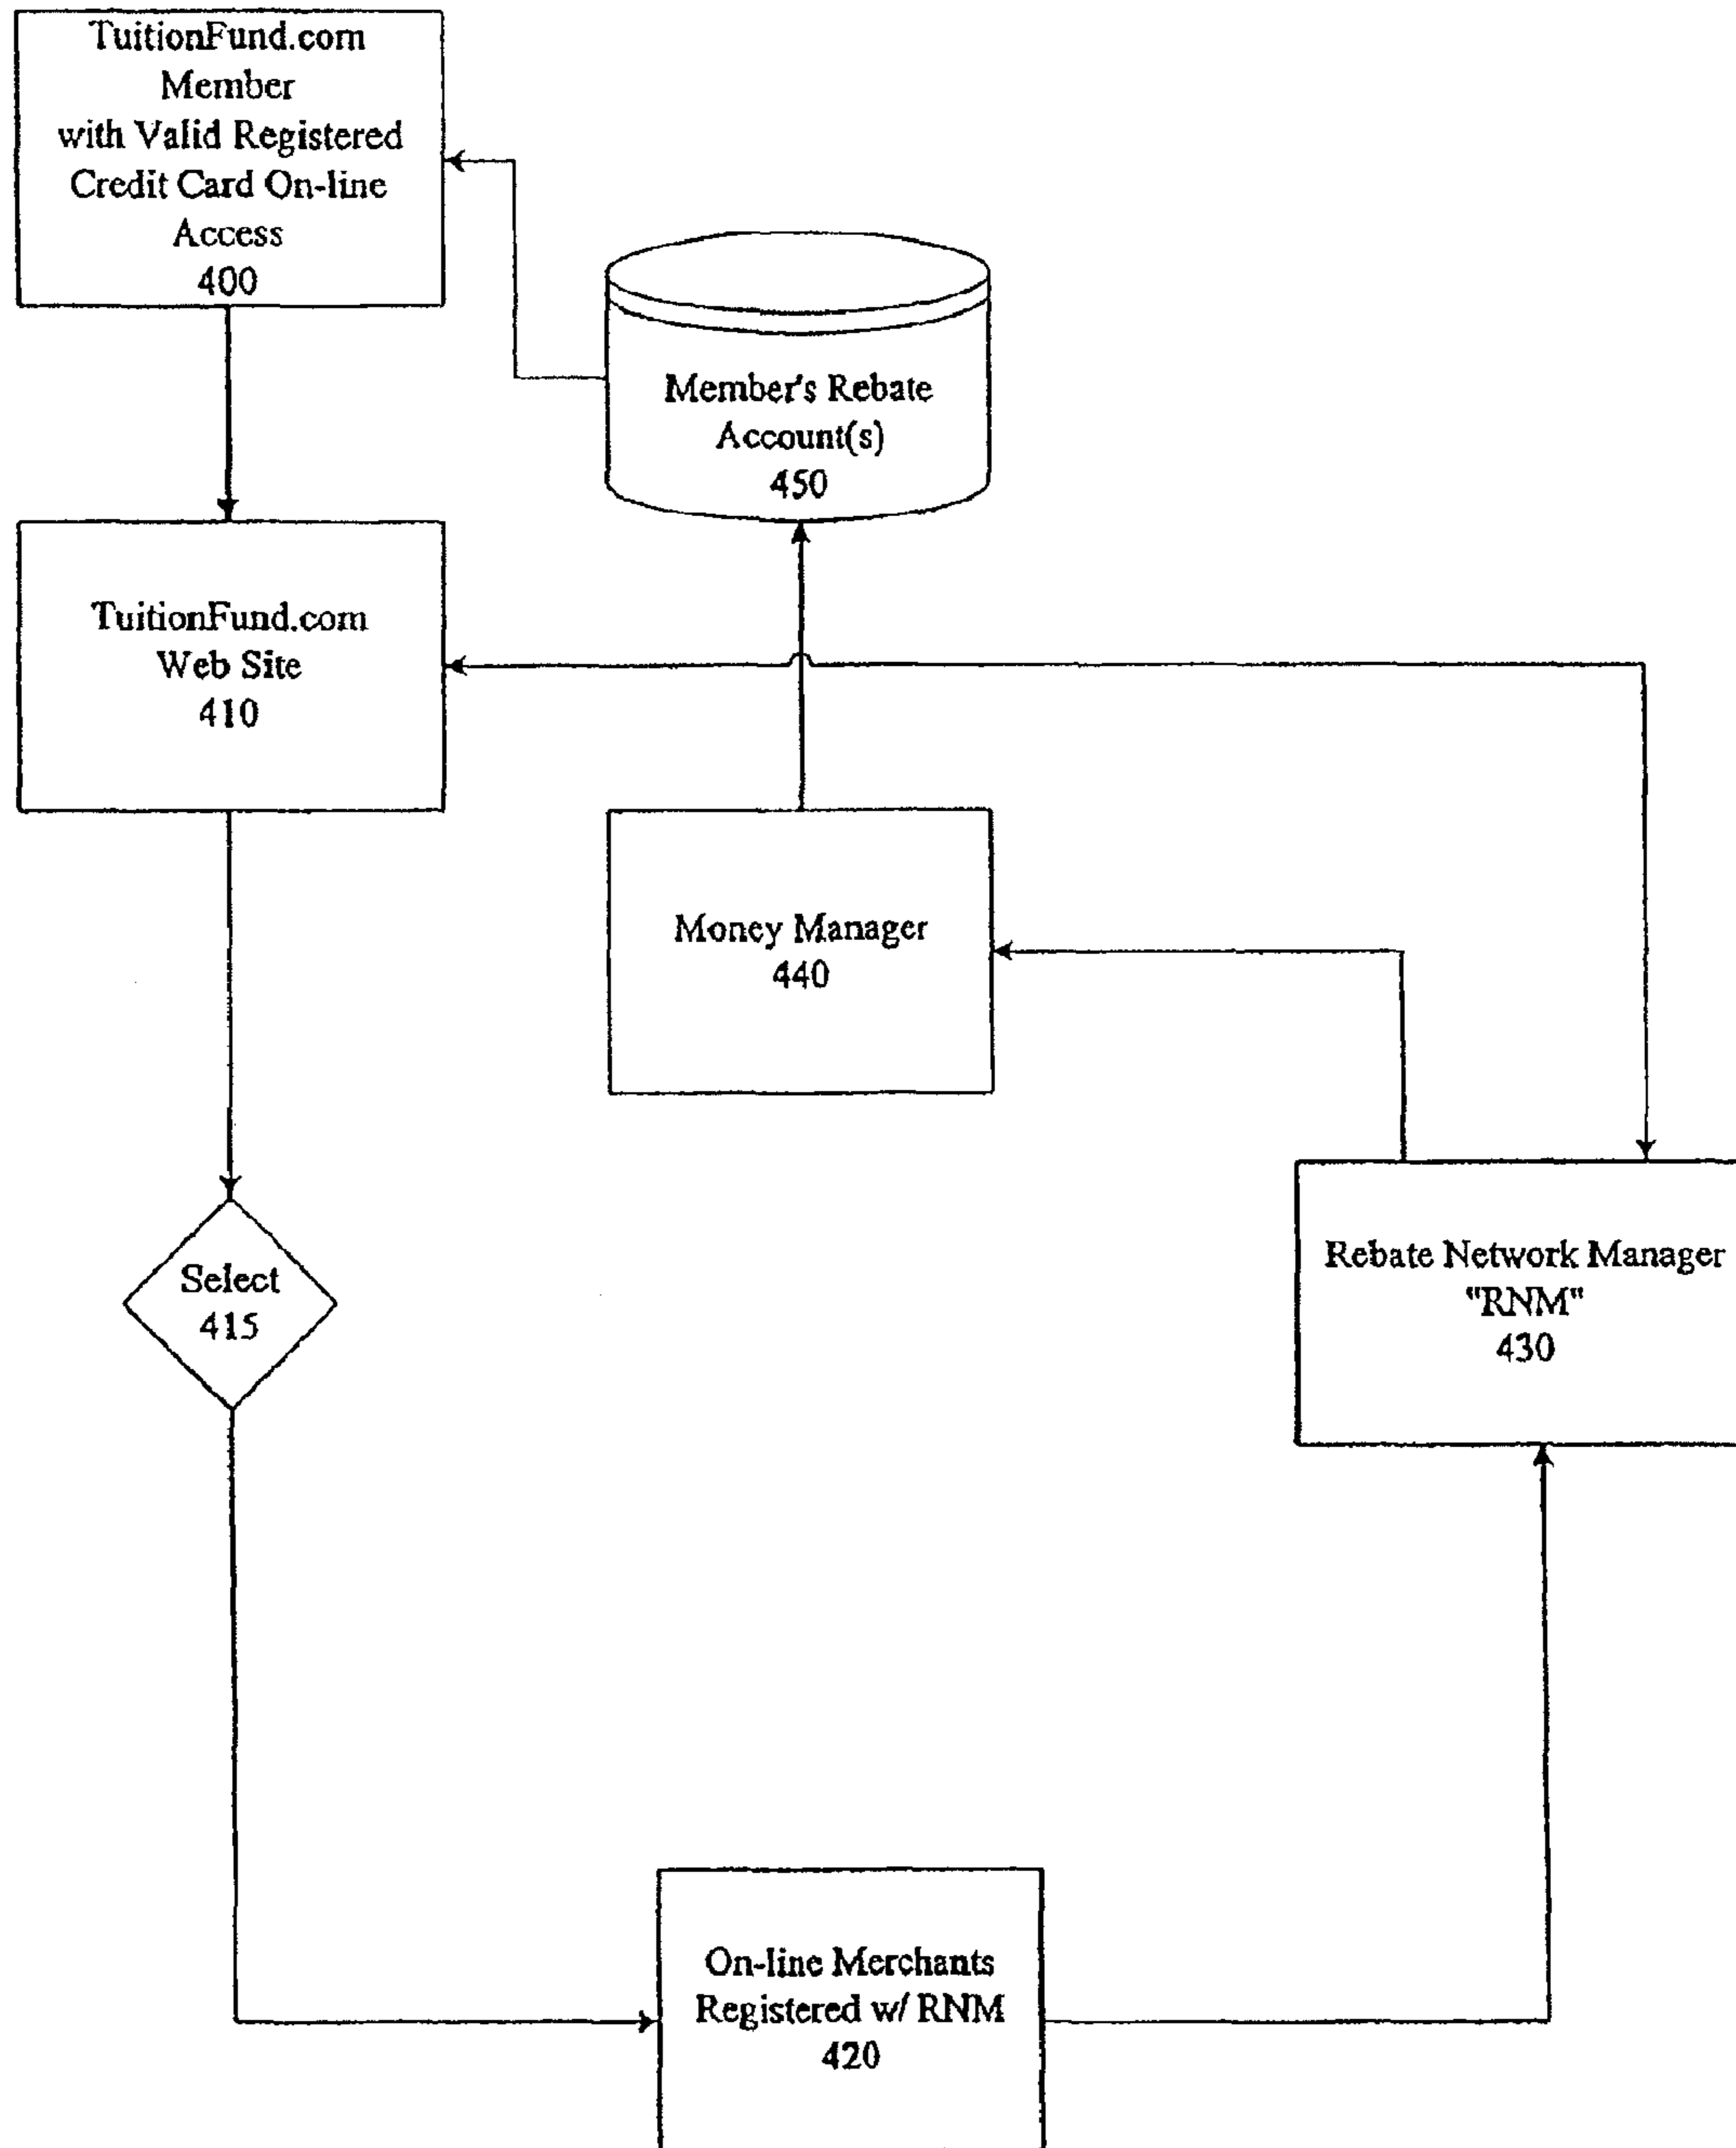 TuitionFund.com
Member
with Valid Registered
Credit Card On-line
Access
400
Member's Rebate
Account(s)
450
TuitionFund.com
Web Site
410
Money Manager
440
Select
415
Rebate Network Manager
"RNM"
430
On-line Merchants
Registered w/ RNM
420